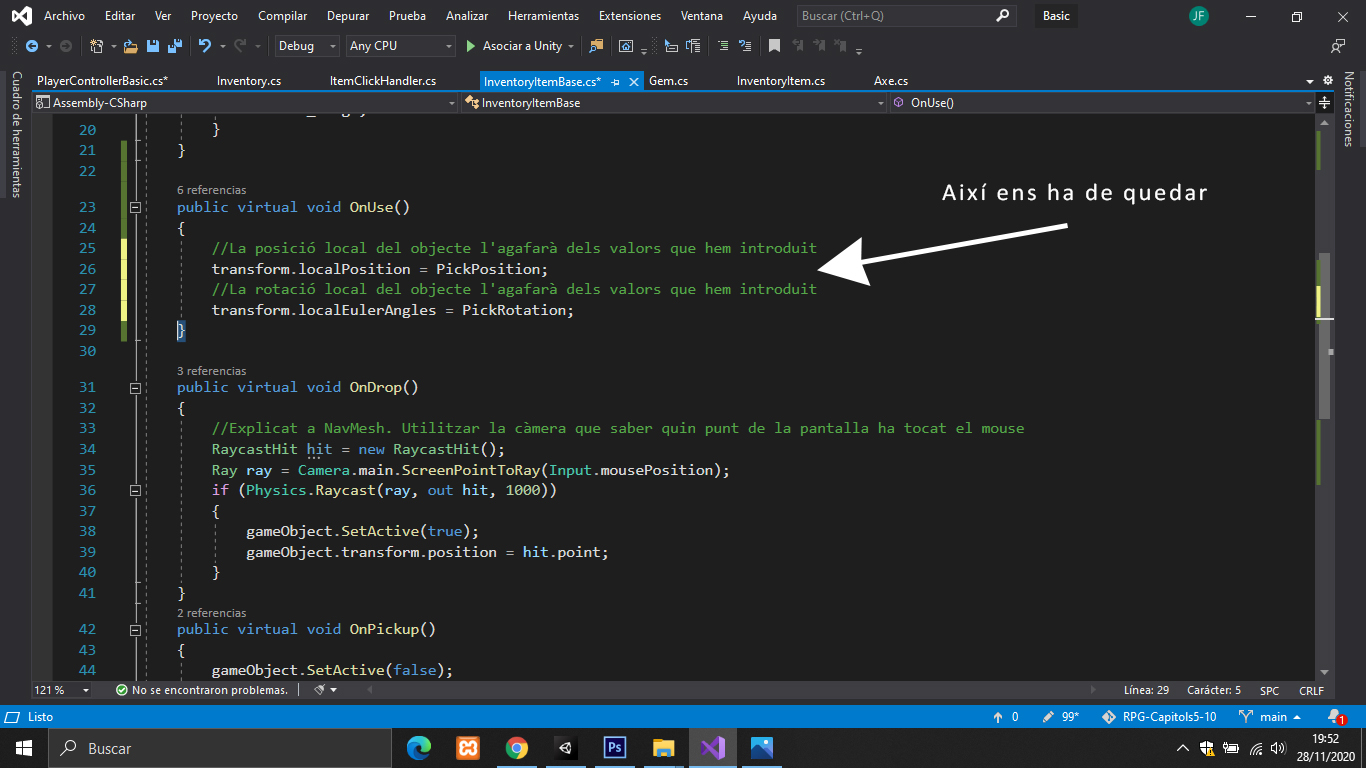 Archivo Editar Ver Proyecto Compilar Depurar Prueba Analizar Herramientas Extensiones Ventana Ayuda Buscar (Ctrl+Q) Basic JF
Debug Any CPU Asociar a Unity
PlayerControllerBasic.cs* Inventory.cs ItemClickHandler.cs InventoryItemBase.cs* Gem.cs InventoryItem.cs Axe.cs
Assembly-CSharp InventoryItemBase OnUse()
Cuadro de herramientas
Notificaciones
20 }
21 }
22
6 referencias
Així ens ha de quedar
23 public virtual void OnUse()
24 {
25 //La posició local del objecte l'agafarà dels valors que hem introduit
26 transform.localPosition = PickPosition;
27 //La rotació local del objecte l'agafarà dels valors que hem introduit
28 transform.localEulerAngles = PickRotation;
29 }
30
3 referencias
31 public virtual void OnDrop()
32 {
33 //Explicat a NavMesh. Utilitzar la càmera que saber quin punt de la pantalla ha tocat el mouse
34 RaycastHit hit = new RaycastHit();
35 Ray ray = Camera.main.ScreenPointToRay(Input.mousePosition);
36 if (Physics.Raycast(ray, out hit, 1000))
37 {
38 gameObject.SetActive(true);
39 gameObject.transform.position = hit.point;
40 }
41 }
2 referencias
42 public virtual void OnPickup()
43 {
44 gameObject.SetActive(false);
121 % No se encontraron problemas. Línea: 29 Carácter: 5 SPC CRLF
Listo 0 99* RPG-Capitols5-10 main 1
Buscar Ps 19:52
28/11/2020